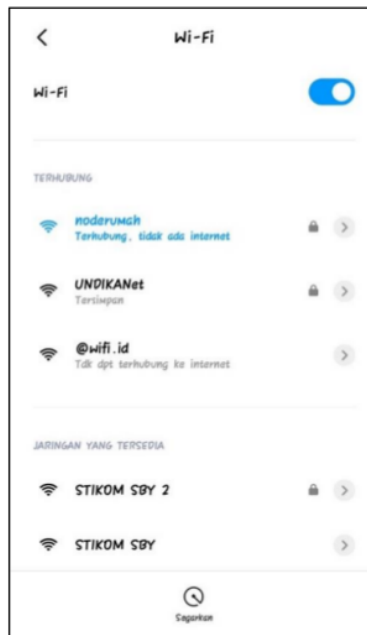 Wi-Fi
Wi-Fi
TERHUBUNG
noderumah
Terhubung, tidak ada internet
UNDIKANet
Tersimpan
@wifi.id
Tdk dpt terhubung ke internet
JARINGAN YANG TERSEDIA
STIKOM SBY 2
STIKOM SBY
Segarkan